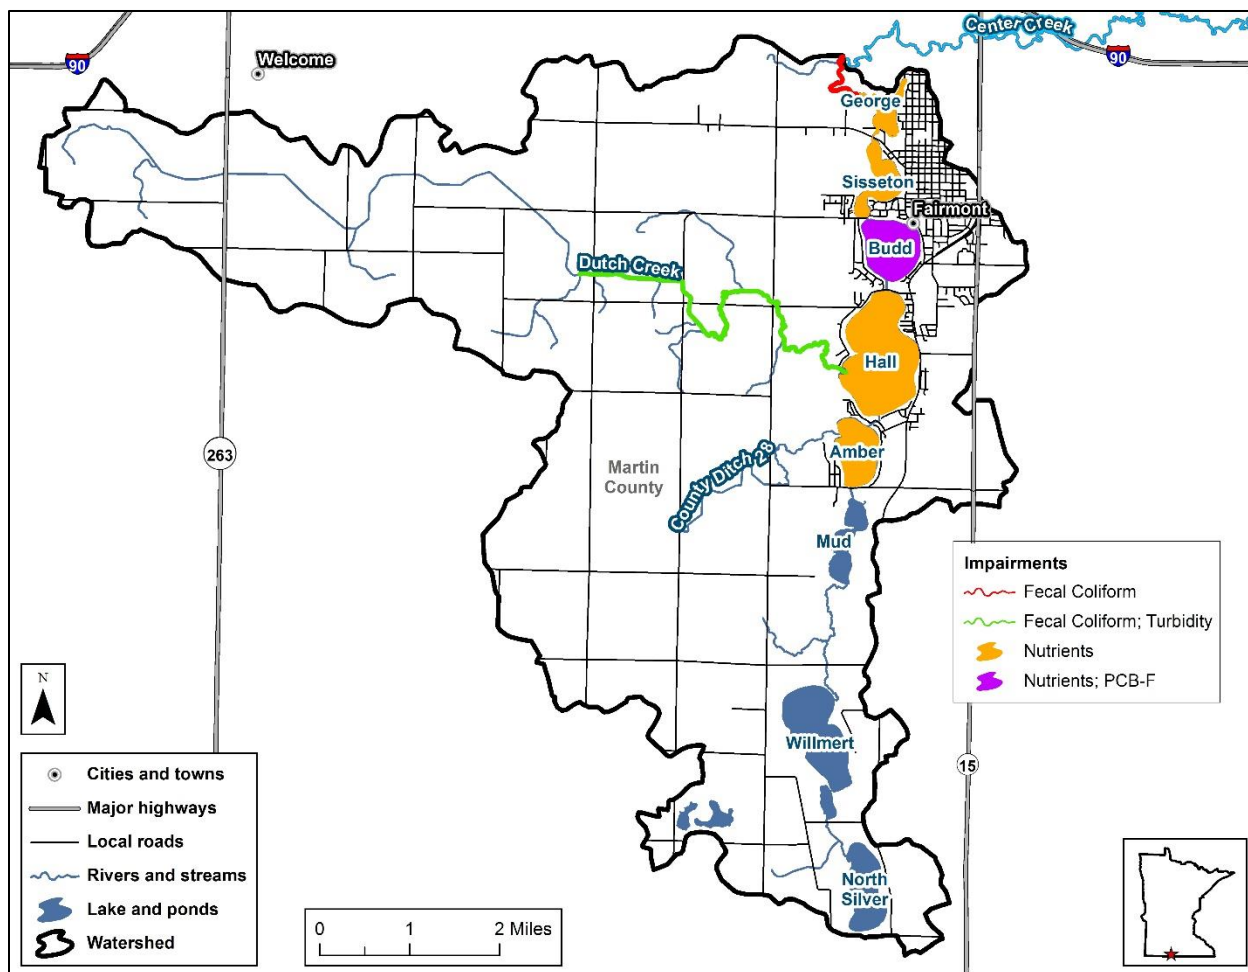 Center Creek
90
Welcome
90
George
Sisseton
Fairmont
Budd
Dutch Creek
Hall
263
Martin
County
County Ditch 28
Amber
Mud
Impairments
Fecal Coliform
Fecal Coliform; Turbidity
Nutrients
Nutrients; PCB-F
N
Willmert
15
Cities and towns
Major highways
Local roads
Rivers and streams
Lake and ponds
Watershed
0 1 2 Miles
North
Silver